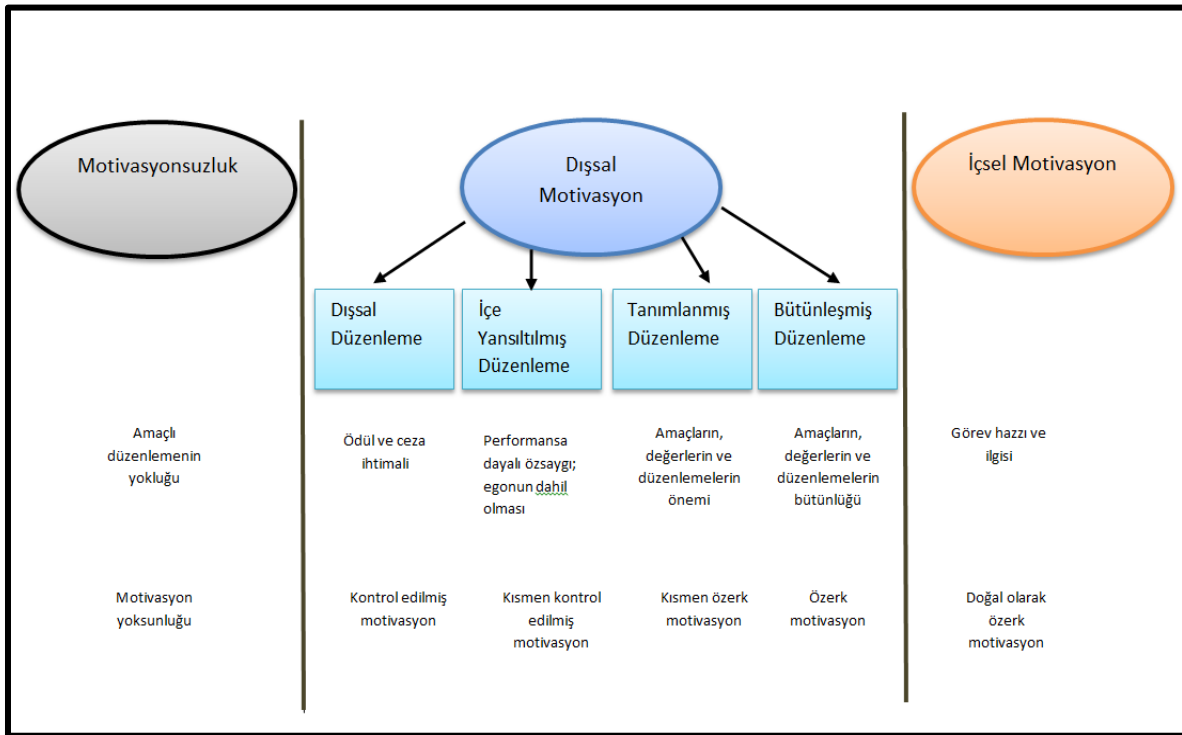 Motivasyonsuzluk
Dışsal
Motivasyon
İçsel Motivasyon
Dışsal
Düzenleme
İçe
Yansıltılmış
Düzenleme
Tanımlanmış
Düzenleme
Bütünleşmiş
Düzenleme
Amaçlı
düzenlemenin
yokluğu
Ödül ve ceza
ihtimali
Performansa
dayalı özsaygı;
egonun dahil
olması
Amaçların,
değerlerin ve
düzenlemelerin
önemi
Amaçların,
değerlerin ve
düzenlemelerin
bütünlüğü
Görev hazzı ve
ilgisi
Motivasyon
yoksunluğu
Kontrol edilmiş
motivasyon
Kısmen kontrol
edilmiş
motivasyon
Kısmen özerk
motivasyon
Özerk
motivasyon
Doğal olarak
özerk
motivasyon